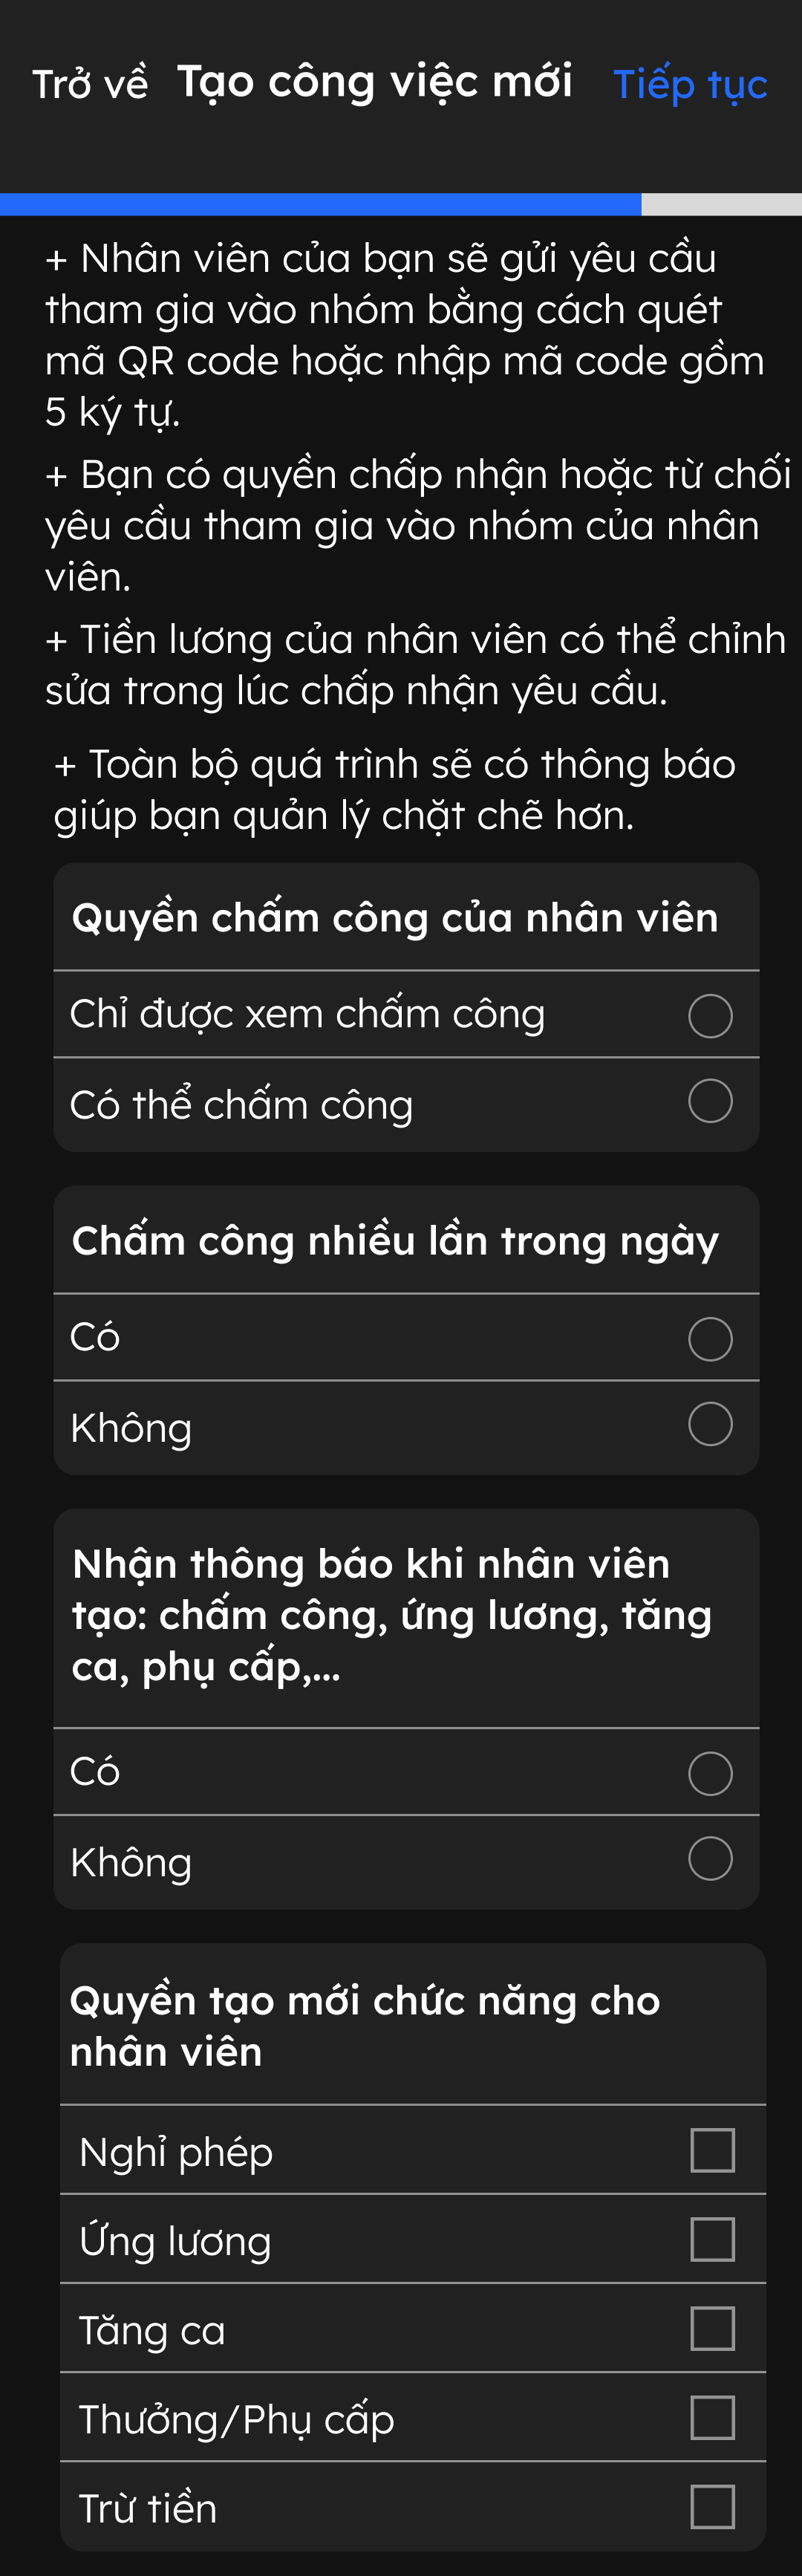 Trở về Tạo công việc mới Tiếp tục
+ Nhân viên của bạn sẽ gửi yêu cầu
tham gia vào nhóm bằng cách quét
mã QR code hoặc nhập mã code gồm
5 ký tự.
+ Bạn có quyền chấp nhận hoặc từ chối
yêu cầu tham gia vào nhóm của nhân
viên.
+ Tiền lương của nhân viên có thể chỉnh
sửa trong lúc chấp nhận yêu cầu.
+ Toàn bộ quá trình sẽ có thông báo
giúp bạn quản lý chặt chẽ hơn.
Quyền chấm công của nhân viên
Chỉ được xem chấm công
Có thể chấm công
Chấm công nhiều lần trong ngày
Có
Không
Nhận thông báo khi nhân viên
tạo: chấm công, ứng lương, tăng
ca, phụ cấp,...
Có
Không
Quyền tạo mới chức năng cho
nhân viên
Nghỉ phép
Ứng lương
Tăng ca
Thưởng/Phụ cấp
Trừ tiền